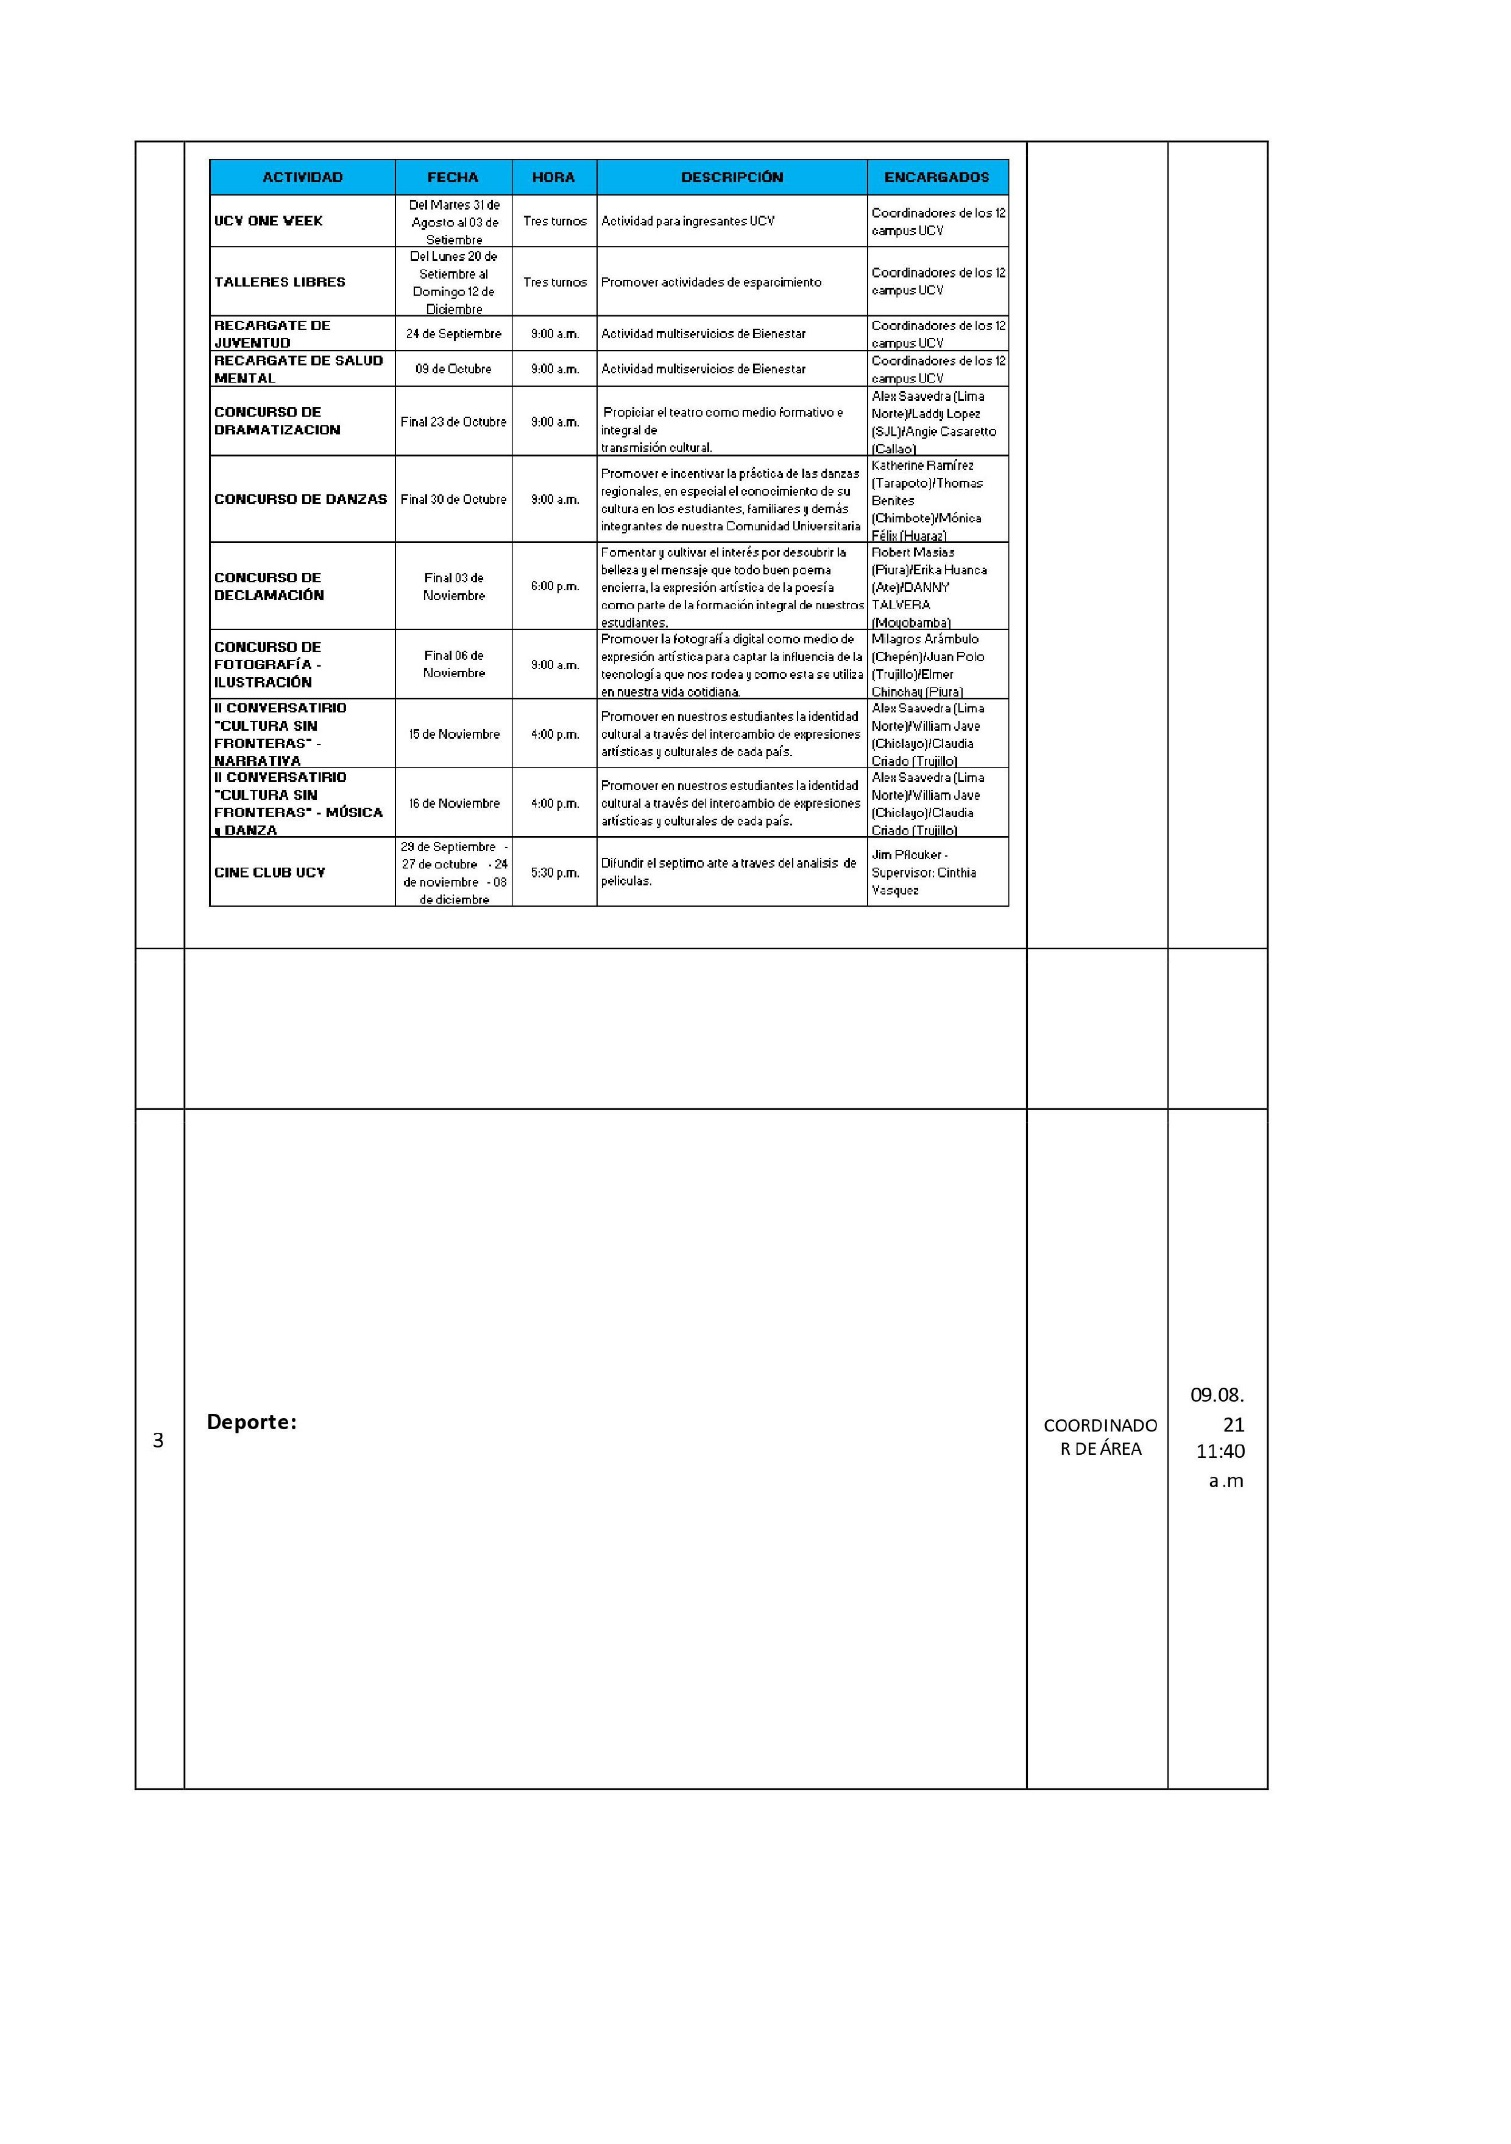 ACTIVIDAD FECHA HORA DESCRIPCIÓN ENCARGADOS
UCV ONE WEEK
Del Martes 31 de
Agosto al 03 de
Setiembre
Tres turnos
Actividad para ingresantes UCV
Coordinadores de los 12
campus UCV
TALLERES LIBRES
Del Lunes 20 de
Setiembre al
Domingo 12 de
Diciembre
Tres turnos
Promover actividades de esparcimiento
Coordinadores de los 12
campus UCV
RECARGATE DE
JUVENTUD
24 de Septiembre
9:00 a.m.
Actividad multiservicios de Bienestar
Coordinadores de los 12
campus UCV
RECARGATE DE SALUD
MENTAL
09 de Octubre
9:00 a.m.
Actividad multiservicios de Bienestar
Coordinadores de los 12
campus UCV
CONCURSO DE
DRAMATIZACION
Final 23 de Octubre
9:00 a.m.
Propiciar el teatro como medio formativo e
integral de
transmisión cultural.
Alex Saavedra (Lima
Norte)/Laddy Lopez
(SJL)/Angie Casaretto
(Callao)
CONCURSO DE DANZAS
Final 30 de Octubre
9:00 a.m.
Promover e incentivar la práctica de las danzas
regionales, en especial el conocimiento de su
cultura en los estudiantes, familiares y demás
integrantes de nuestra Comunidad Universitaria
Katherine Ramírez
(Tarapoto)/Thomas
Benites
(Chimbote)/Mónica
Félix (Huaraz)
CONCURSO DE
DECLAMACIÓN
Final 03 de
Noviembre
6:00 p.m.
Fomentar y cultivar el interés por descubrir la
belleza y el mensaje que todo buen poema
encierra, la expresión artística de la poesía
como parte de la formación integral de nuestros
estudiantes.
Robert Masias
(Piura)/Erika Huanca
(Ate)/DANNY
TALVERA
(Moyobamba)
CONCURSO DE
FOTOGRAFÍA -
ILUSTRACIÓN
Final 06 de
Noviembre
9:00 a.m.
Promover la fotografía digital como medio de
expresión artística para captar la influencia de la
tecnología que nos rodea y como esta se utiliza
en nuestra vida cotidiana.
Milagros Arámbulo
(Chepén)/Juan Polo
(Trujillo)/Elmer
Chinchay (Piura)
II CONVERSATIRIO
"CULTURA SIN
FRONTERAS" -
NARRATIVA
15 de Noviembre
4:00 p.m.
Promover en nuestros estudiantes la identidad
cultural a través del intercambio de expresiones
artísticas y culturales de cada país.
Alex Saavedra (Lima
Norte)/William Jave
(Chiclayo)/Claudia
Criado (Trujillo)
II CONVERSATIRIO
"CULTURA SIN
FRONTERAS" - MÚSICA
y DANZA
16 de Noviembre
4:00 p.m.
Promover en nuestros estudiantes la identidad
cultural a través del intercambio de expresiones
artísticas y culturales de cada país.
Alex Saavedra (Lima
Norte)/William Jave
(Chiclayo)/Claudia
Criado (Trujillo)
CINE CLUB UCV
29 de Septiembre -
27 de octubre - 24
de noviembre - 08
de diciembre
5:30 p.m.
Difundir el septimo arte a traves del analisis de
peliculas.
Jim Pflcuker -
Supervisor: Cinthia
Vasquez
3
Deporte:
COORDINADO
R DE ÁREA
09.08.
21
11:40
a.m